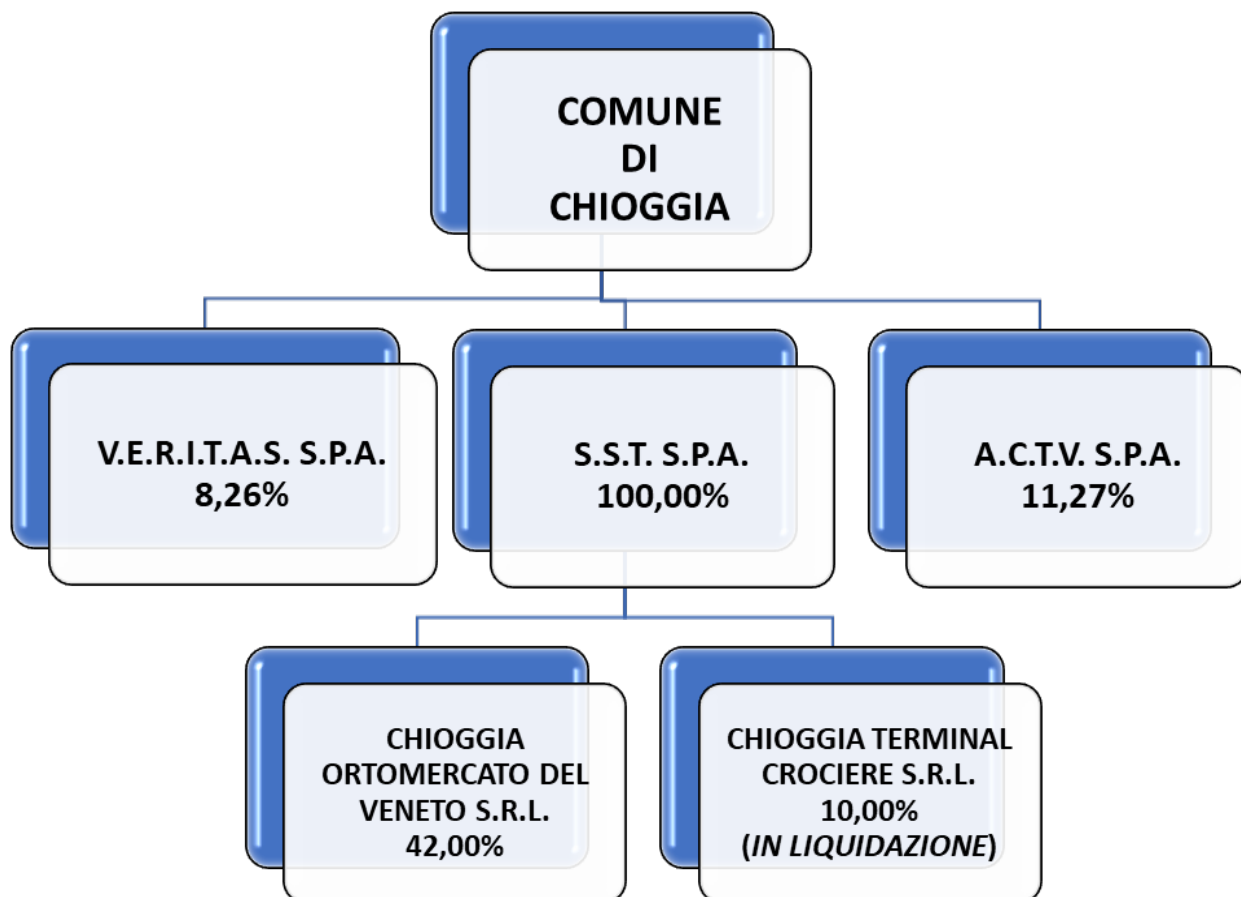 COMUNE
DI
CHIOGGIA
V.E.R.I.T.A.S. S.P.A.
8,26%
S.S.T. S.P.A.
100,00%
A.C.T.V. S.P.A.
11,27%
CHIOGGIA
ORTOMERCATO DEL
VENETO S.R.L.
42,00%
CHIOGGIA TERMINAL
CROCIERE S.R.L.
10,00%
(IN LIQUIDAZIONE)